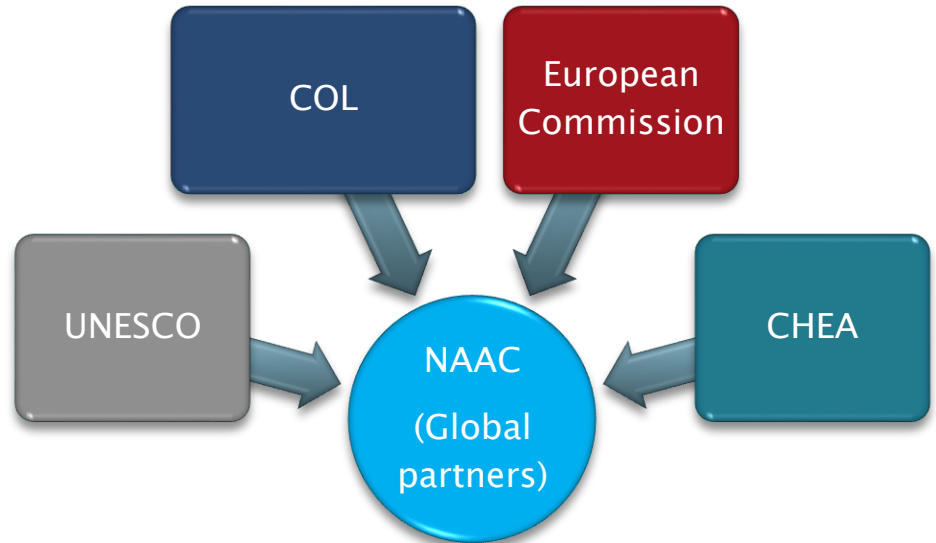 COL
European
Commission
UNESCO
CHEA
NAAC
(Global
partners)